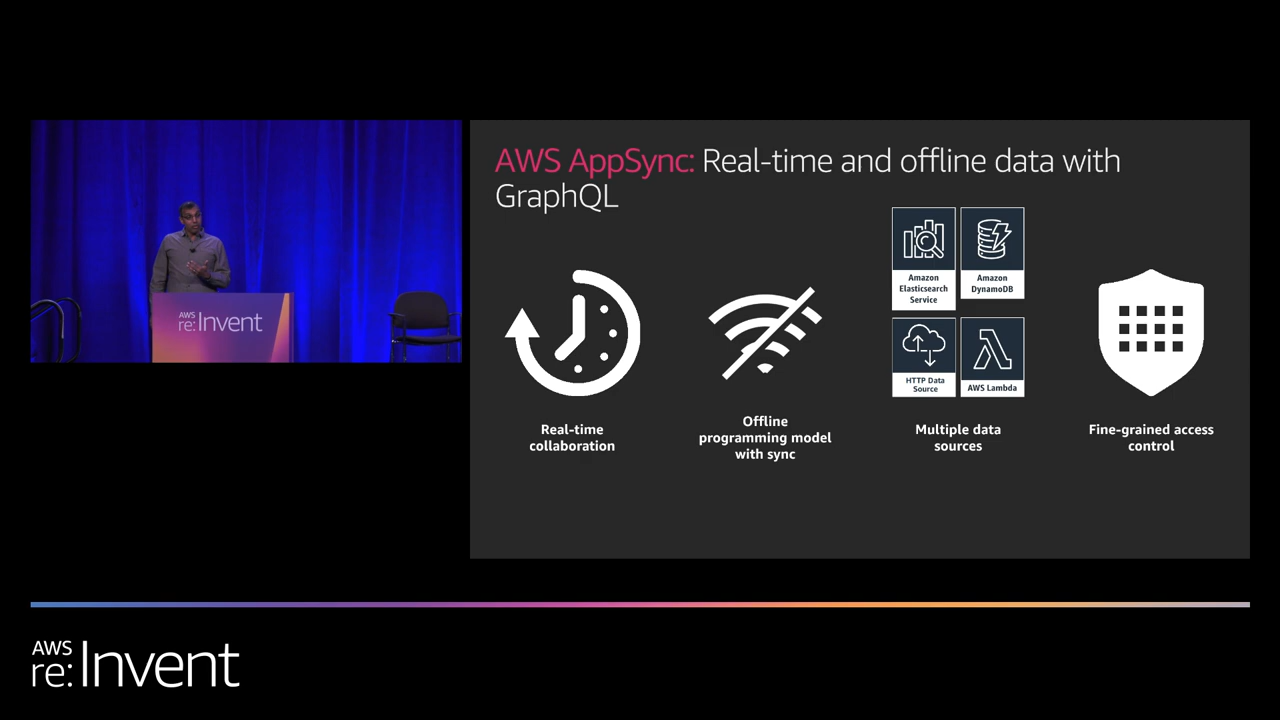 AWS
re:Invent
AWS AppSync: Real-time and offline data with
GraphQL
Amazon
Elasticsearch
Service
Amazon
DynamoDB
HTTP Data
Source
AWS Lambda
Real-time
collaboration
Offline
programming model
with sync
Multiple data
sources
Fine-grained access
control
AWS
re:Invent